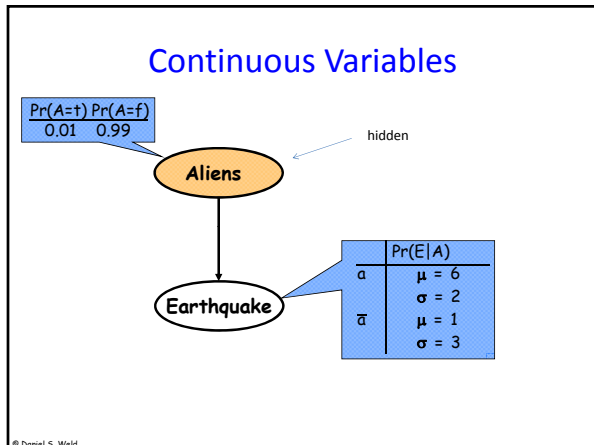 Continuous Variables
Pr(A=t) Pr(A=f)
0.01 0.99
hidden
Aliens
Pr(E|A)
a μ = 6
σ = 2
a̅ μ = 1
σ = 3
Earthquake
© Daniel S. Weld